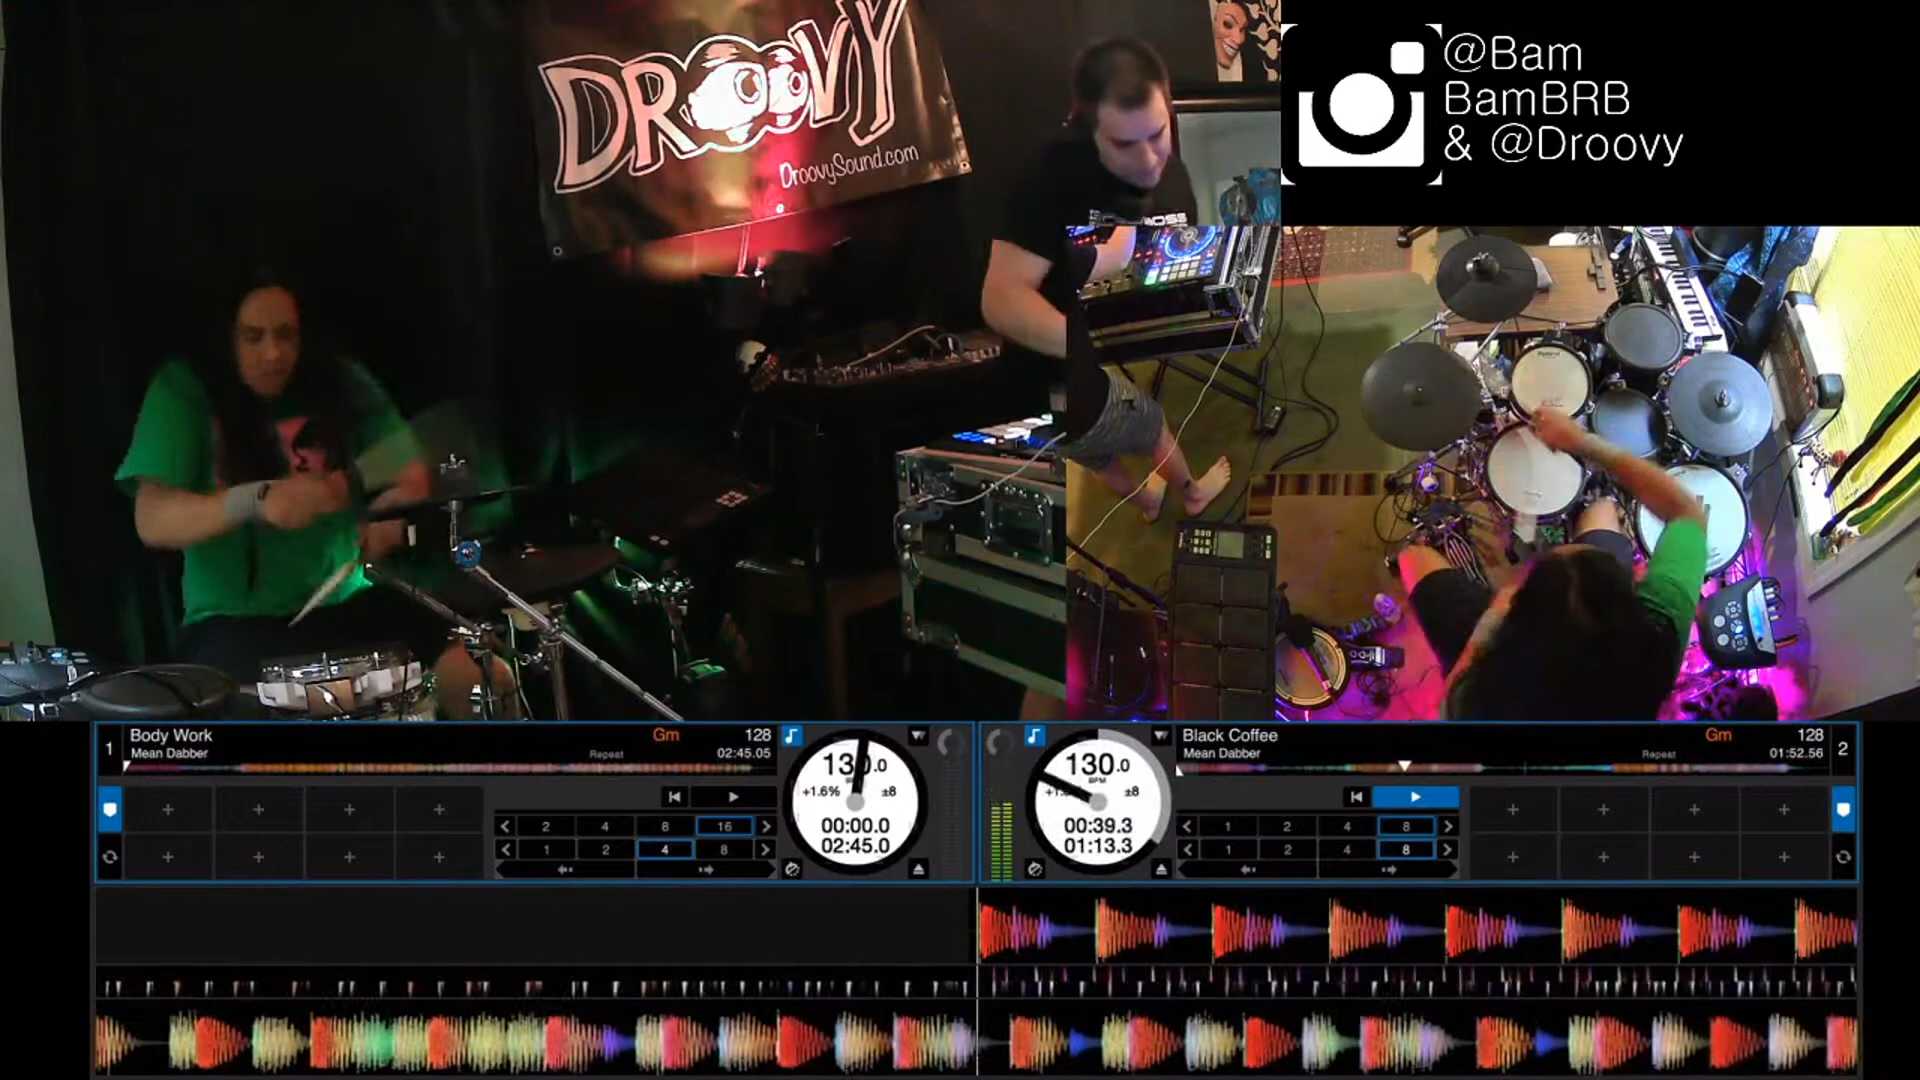 DROOVY
DroovySound.com
BOSS
@Bam
BamBRB
& @Droovy
1
Body Work
Mean Dabber
Gm
128
Repeat
02:45.05
130.0
+1.6%
±8
00:00.0
02:45.0
2 4 8 16
1 2 4 8
Black Coffee
Mean Dabber
Gm
128
Repeat
01:52.56
2
130.0
BPM
±8
00:39.3
01:13.3
1 2 4 8
1 2 4 8